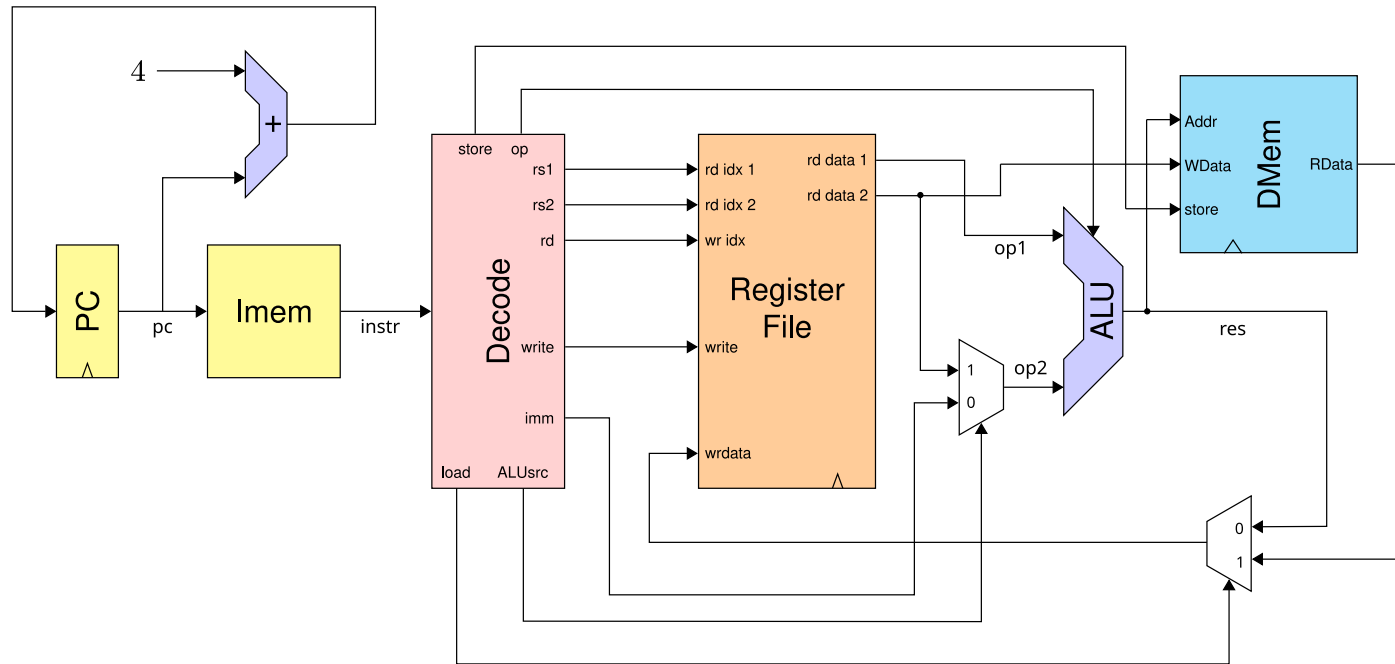 4
+
PC
pc
Imem
instr
store op
rs1
rs2
rd
Decode
write
imm
load ALUsrc
rd idx 1
rd idx 2
wr idx
rd data 1
rd data 2
Register
File
write
wrdata
op1
1
0
op2
ALU
Addr
WData
store
DMem
RData
res
0
1